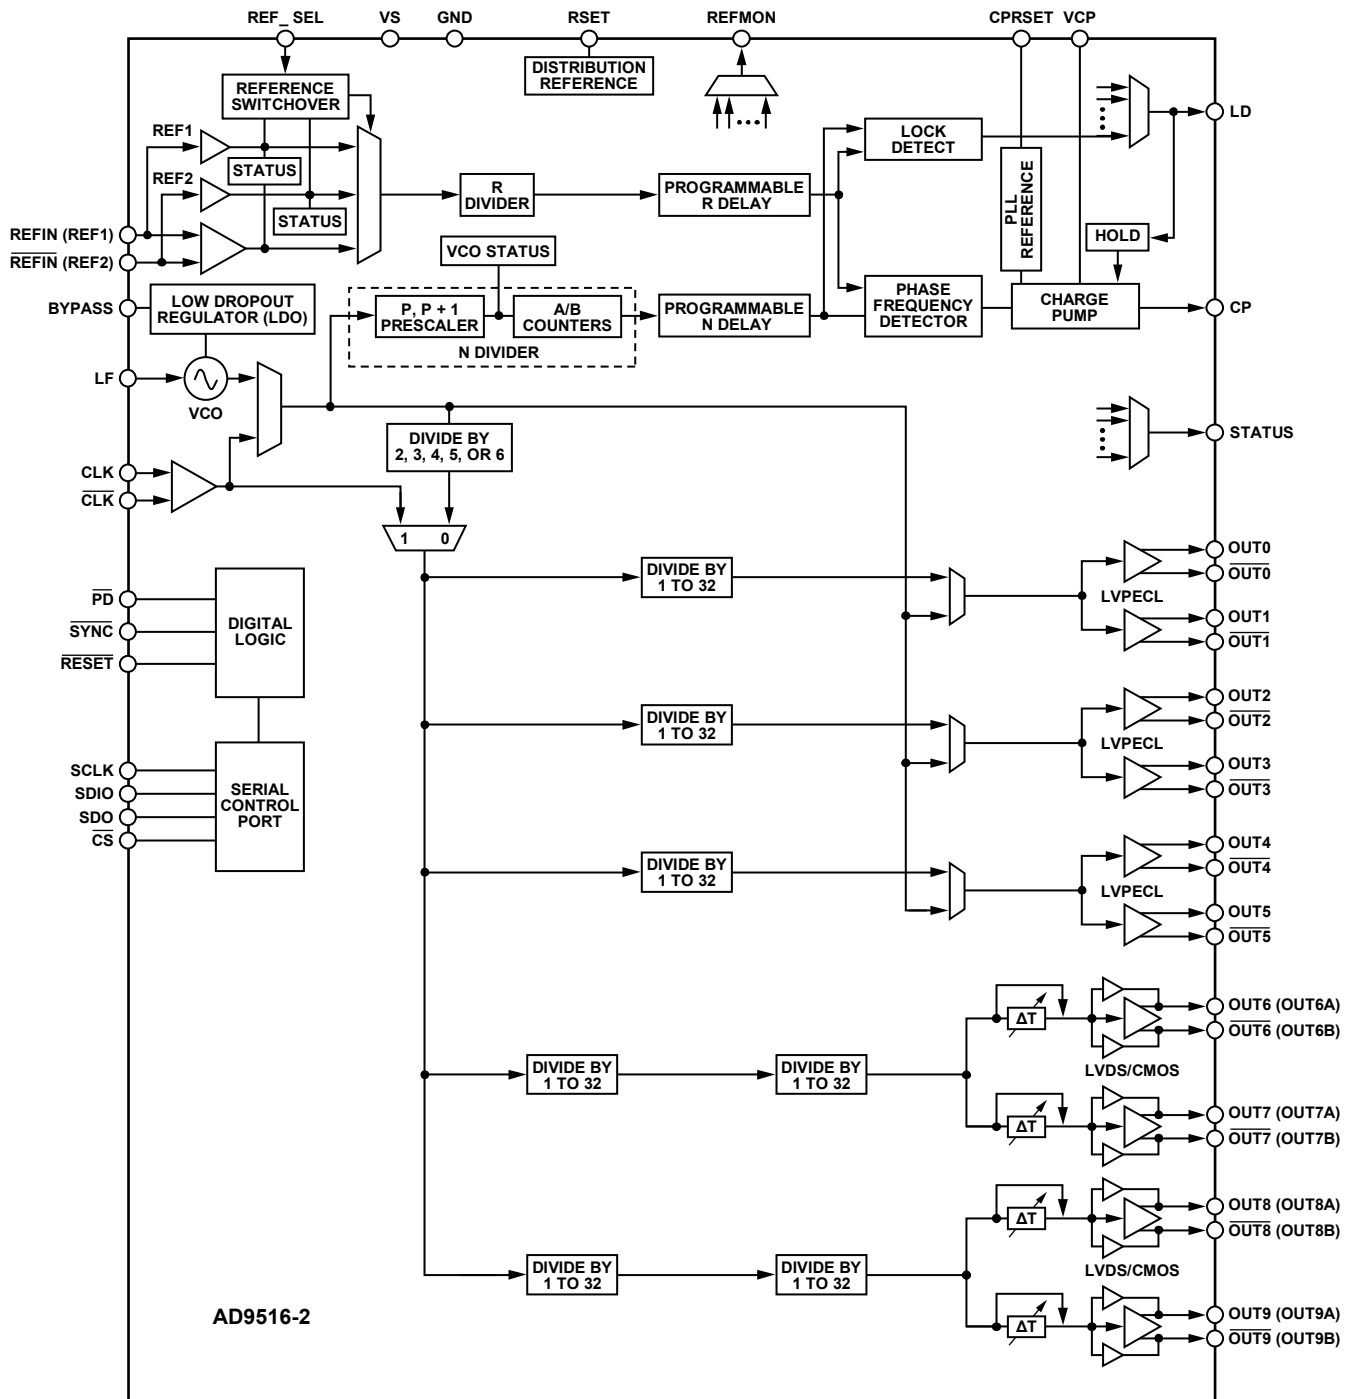 REF_ SEL
VS
GND
RSET
REFMON
CPRSET
VCP
DISTRIBUTION
REFERENCE
REFERENCE
SWITCHOVER
REF1
STATUS
REF2
STATUS
REFIN (REF1)
REFIN (REF2)
R
DIVIDER
PROGRAMMABLE
R DELAY
LOCK
DETECT
PLL
REFERENCE
HOLD
LD
VCO STATUS
BYPASS
LOW DROPOUT
REGULATOR (LDO)
P, P + 1
PRESCALER
A/B
COUNTERS
N DIVIDER
PROGRAMMABLE
N DELAY
PHASE
FREQUENCY
DETECTOR
CHARGE
PUMP
CP
LF
VCO
DIVIDE BY
2, 3, 4, 5, OR 6
STATUS
CLK
CLK
1 0
DIVIDE BY
1 TO 32
LVPECL
OUT0
OUT0
OUT1
OUT1
PD
SYNC
RESET
DIGITAL
LOGIC
DIVIDE BY
1 TO 32
LVPECL
OUT2
OUT2
OUT3
OUT3
SCLK
SDIO
SDO
CS
SERIAL
CONTROL
PORT
DIVIDE BY
1 TO 32
LVPECL
OUT4
OUT4
OUT5
OUT5
DIVIDE BY
1 TO 32
DIVIDE BY
1 TO 32
ΔT
ΔT
LVDS/CMOS
OUT6 (OUT6A)
OUT6 (OUT6B)
OUT7 (OUT7A)
OUT7 (OUT7B)
DIVIDE BY
1 TO 32
DIVIDE BY
1 TO 32
ΔT
ΔT
LVDS/CMOS
OUT8 (OUT8A)
OUT8 (OUT8B)
OUT9 (OUT9A)
OUT9 (OUT9B)
AD9516-2